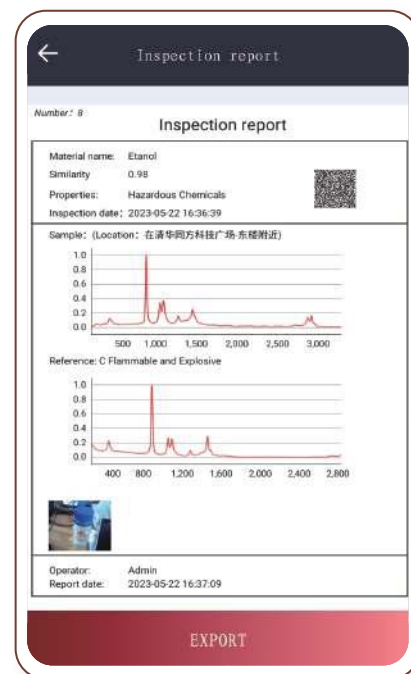 Inspection report
Number: 8
Inspection report
Material name: Etanol
Similarity 0.98
Properties: Hazardous Chemicals
Inspection date: 2023-05-22 16:36:39
Sample: (Location: 在清华同方科技广场·东楼附近)
1.0
0.8
0.6
0.4
0.2
0.0
500 1,000 1,500 2,000 2,500 3,000
Reference: C Flammable and Explosive
1.0
0.8
0.6
0.4
0.2
0.0
400 800 1,200 1,600 2,000 2,400 2,800
Operator: Admin
Report date: 2023-05-22 16:37:09
EXPORT